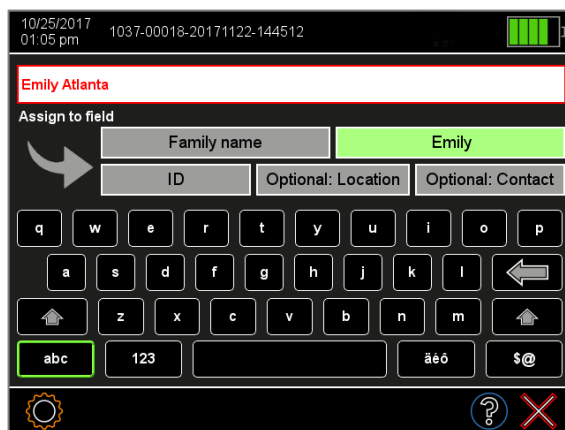 10/25/2017
01:05 pm
1037-00018-20171122-144512
Emily Atlanta
Assign to field
Family name Emily
ID Optional: Location Optional: Contact
q w e r t y u i o p
a s d f g h j k l
z x c v b n m
abc 123 äéô $@
?